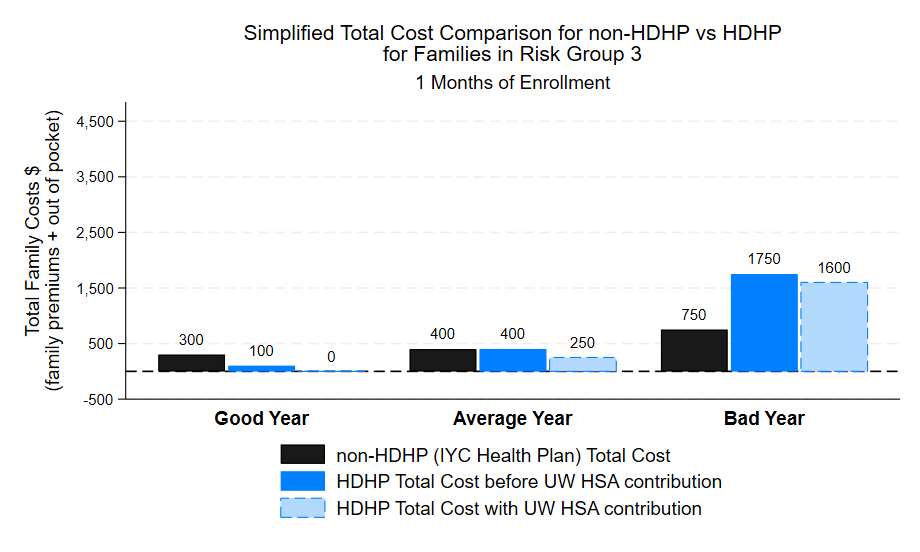 Simplified Total Cost Comparison for non-HDHP vs HDHP
for Families in Risk Group 3
1 Months of Enrollment
Total Family Costs $
(family premiums + out of pocket)
4,500
3,500
2,500
1,500
500
-500
300
100
0
400
400
250
750
1750
1600
Good Year
Average Year
Bad Year
non-HDHP (IYC Health Plan) Total Cost
HDHP Total Cost before UW HSA contribution
HDHP Total Cost with UW HSA contribution